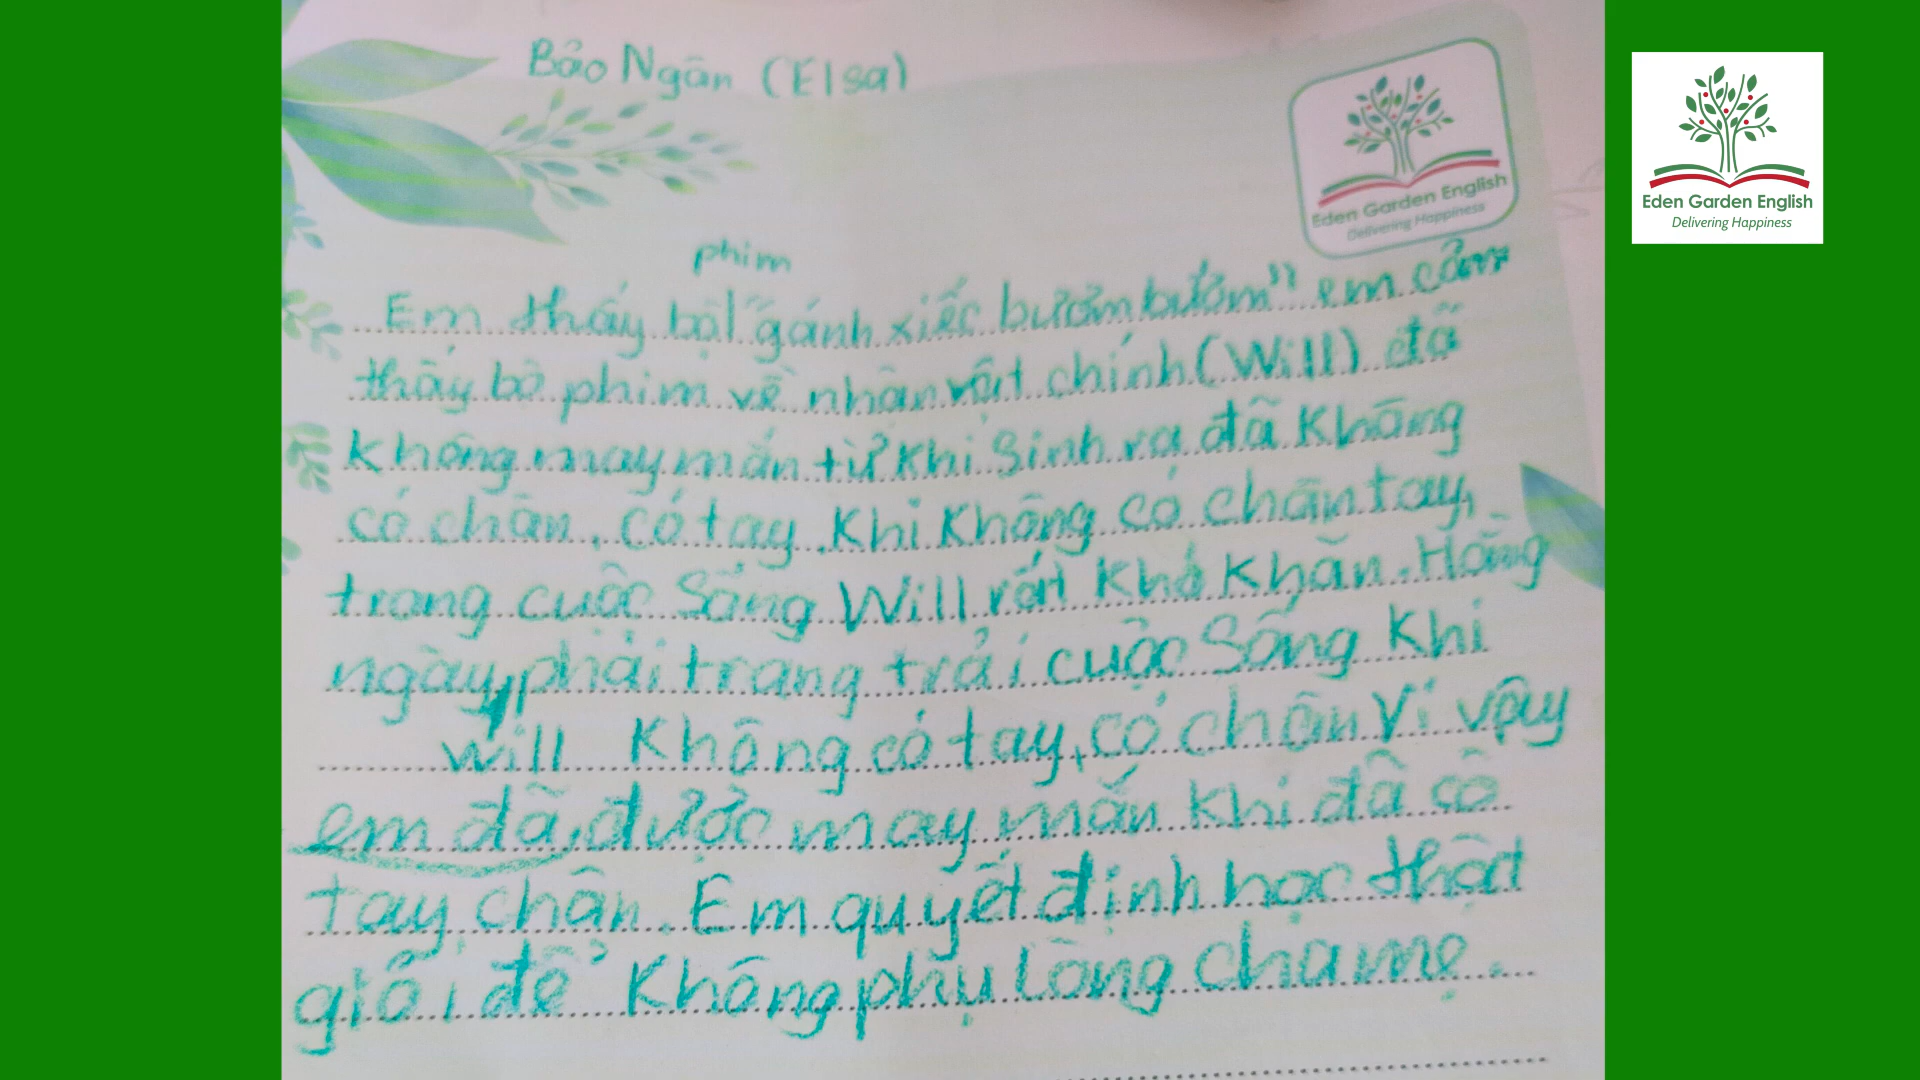 Bảo Ngân (Elsa)
Eden Garden English
Delivering Happiness
Eden Garden English
Delivering Happiness
phim
Em thấy bộ "gánh xiếc bươm bướm" em cảm
thấy bộ phim về nhân vật chính (Will) đã
không may mắn từ khi sinh ra đã không
có chân, có tay. Khi không có chân tay,
trong cuộc sống Will rất khó khăn. Hằng
ngày, phải trang trải cuộc sống khi
will không có tay, có chân Vì vậy
em đã, được may mắn khi đã có
tay, chân. Em quyết định học thật
giỏi để không phụ lòng cha mẹ.